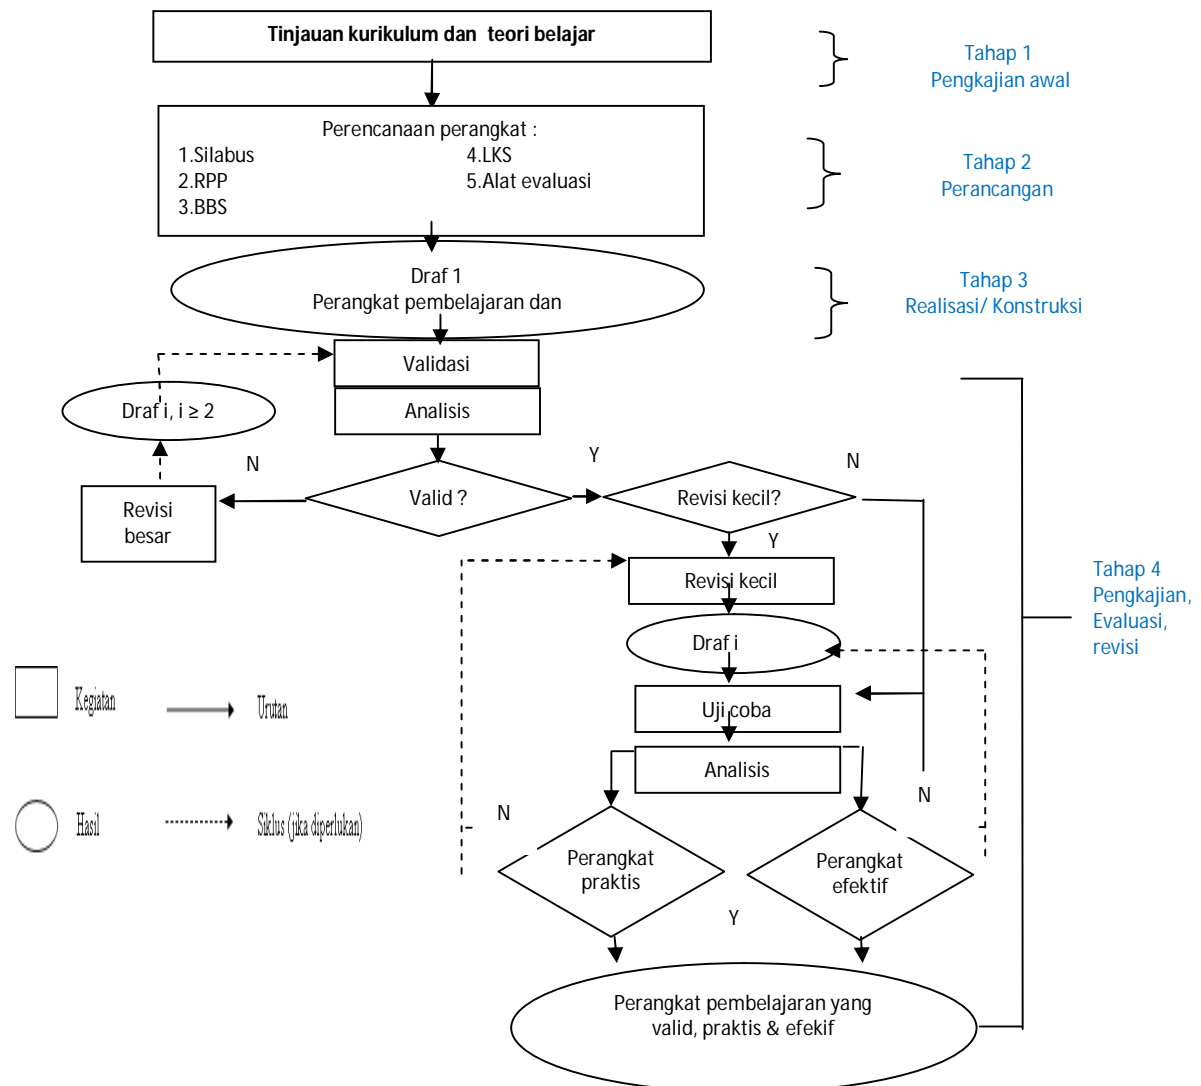 Tinjauan kurikulum dan teori belajar
Tahap 1
Pengkajian awal
Perencanaan perangkat :
1.Silabus
4.LKS
2.RPP
5.Alat evaluasi
3.BBS
Tahap 2
Perancangan
Draf 1
Perangkat pembelajaran dan
Tahap 3
Realisasi/ Konstruksi
Validasi
Analisis
Draf i, i ≥ 2
N
Y
N
Valid ?
Revisi kecil?
Revisi
besar
Y
Revisi kecil
Tahap 4
Pengkajian,
Evaluasi,
revisi
Draf i
Kegiatan
Urutan
Uji coba
Analisis
Hasil
Siklus (jika diperlukan)
N
N
Perangkat
praktis
Perangkat
efektif
Y
Perangkat pembelajaran yang
valid, praktis & efekif